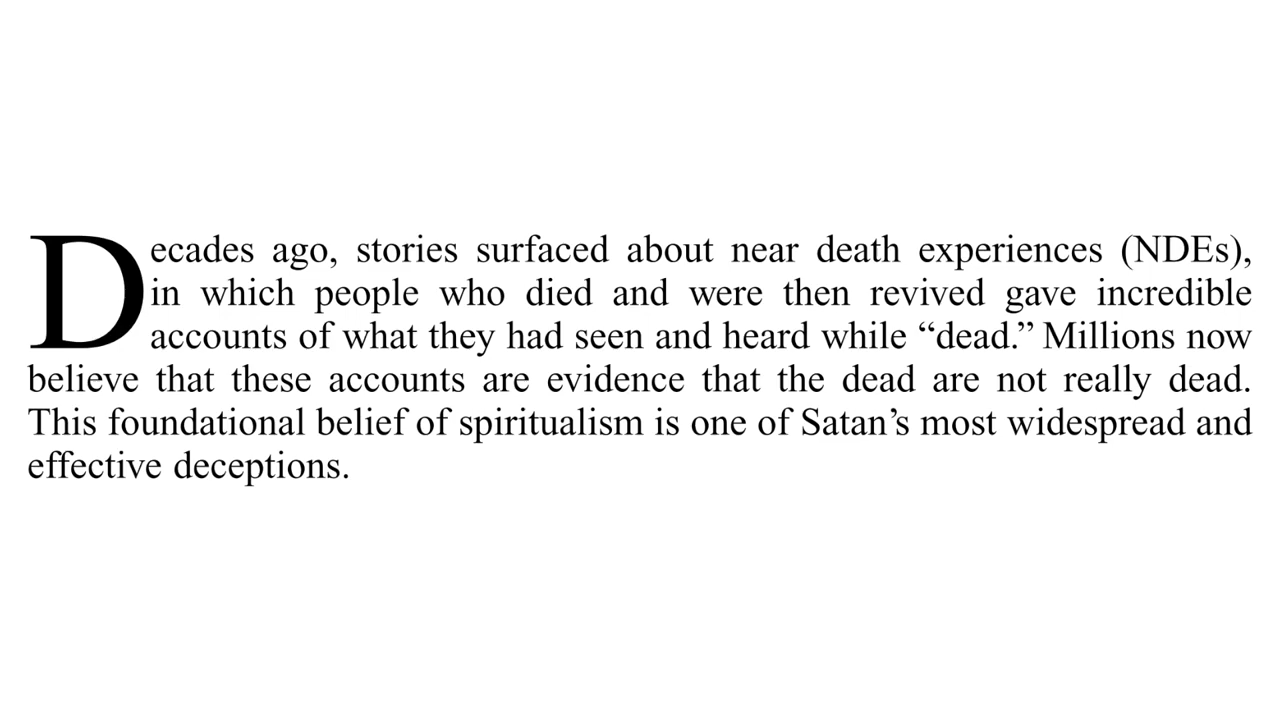 Decades ago, stories surfaced about near death experiences (NDEs),
in which people who died and were then revived gave incredible
accounts of what they had seen and heard while “dead.” Millions now
believe that these accounts are evidence that the dead are not really dead.
This foundational belief of spiritualism is one of Satan’s most widespread and
effective deceptions.